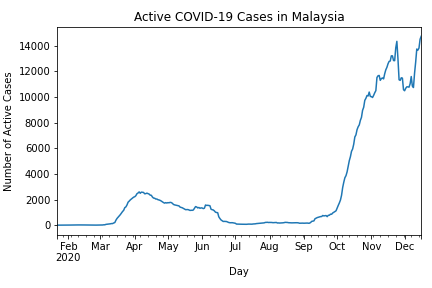 Active COVID-19 Cases in Malaysia
Number of Active Cases
14000
12000
10000
8000
6000
4000
2000
0
Feb Mar Apr May Jun Jul Aug Sep Oct Nov Dec
2020
Day